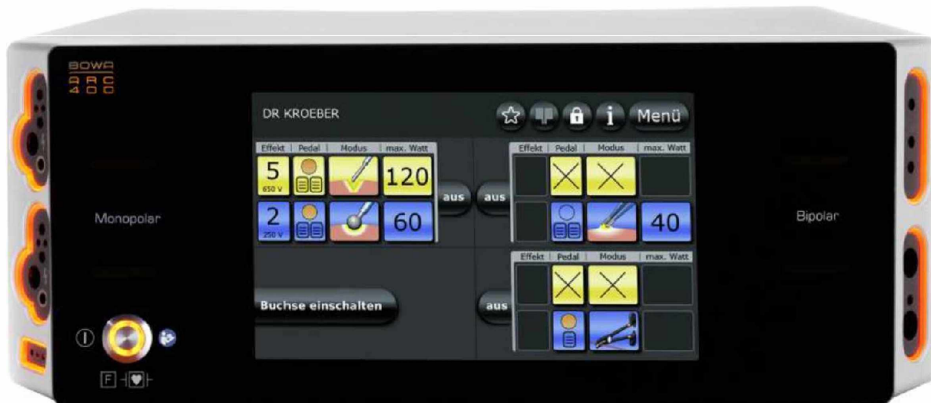 BOWA
ARC
400
DR KROEBER
i Menü
Effekt Pedal Modus max. Watt
5 120
650 V
2 60
250 V
aus
aus
Effekt Pedal Modus max. Watt
40
Monopolar
Bipolar
Buchse einschalten
aus
Effekt Pedal Modus max. Watt
F